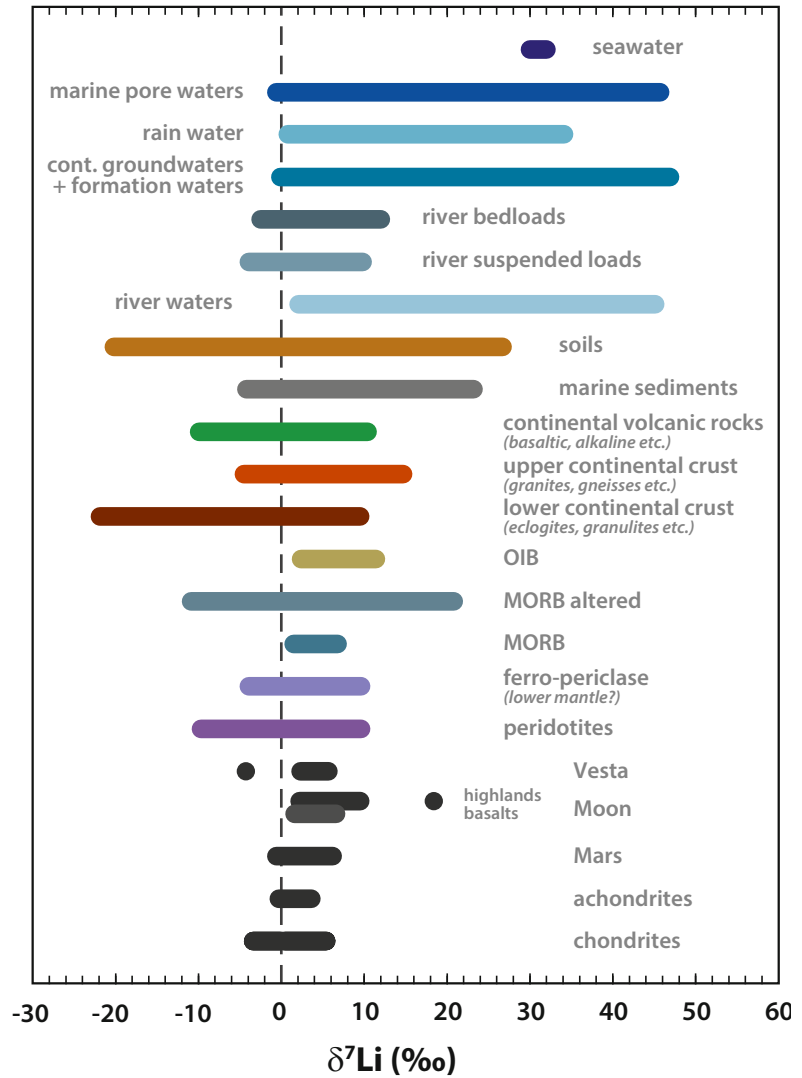 seawater
marine pore waters
rain water
cont. groundwaters
+ formation waters
river bedloads
river suspended loads
river waters
soils
marine sediments
continental volcanic rocks
(basaltic, alkaline etc.)
upper continental crust
(granites, gneisses etc.)
lower continental crust
(eclogites, granulites etc.)
OIB
MORB altered
MORB
ferro-periclase
(lower mantle?)
peridotites
Vesta
highlands
basalts
Moon
Mars
achondrites
chondrites
-30 -20 -10 0 10 20 30 40 50 60
δ⁷Li (‰)